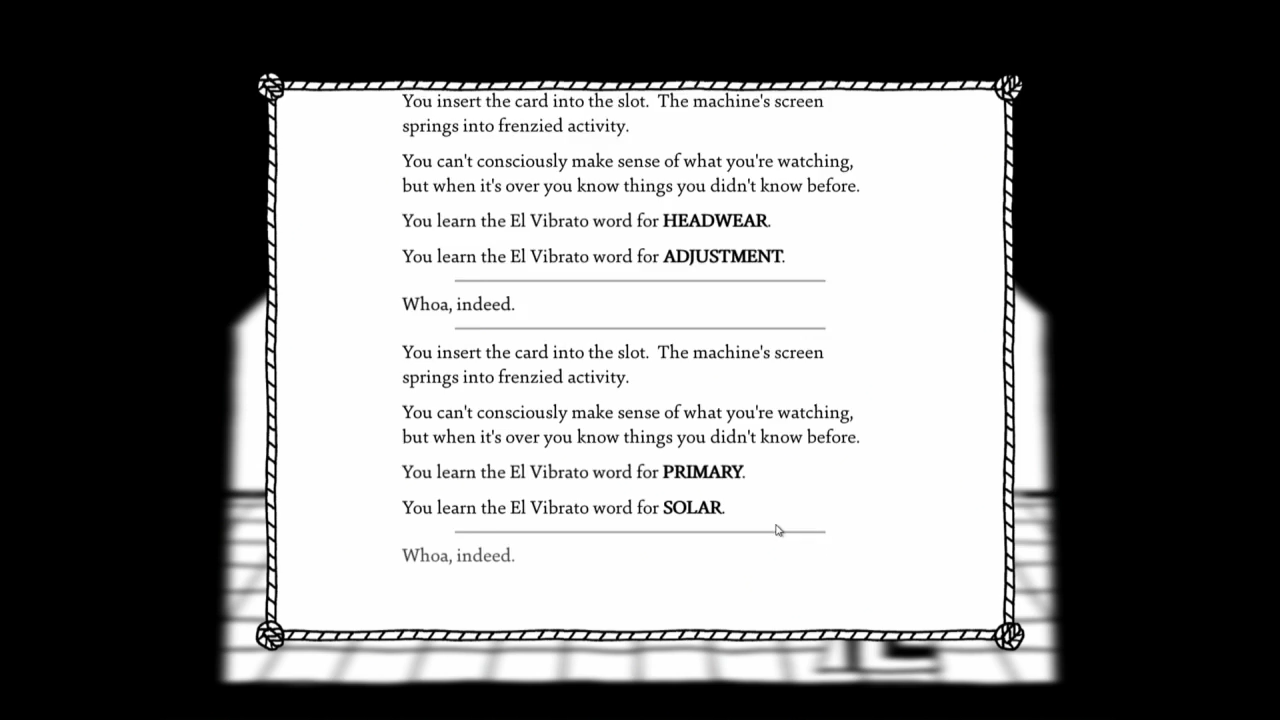 You insert the card into the slot.  The machine's screen
springs into frenzied activity.
You can't consciously make sense of what you're watching,
but when it's over you know things you didn't know before.
You learn the El Vibrato word for HEADWEAR.
You learn the El Vibrato word for ADJUSTMENT.
Whoa, indeed.
You insert the card into the slot.  The machine's screen
springs into frenzied activity.
You can't consciously make sense of what you're watching,
but when it's over you know things you didn't know before.
You learn the El Vibrato word for PRIMARY.
You learn the El Vibrato word for SOLAR.
Whoa, indeed.